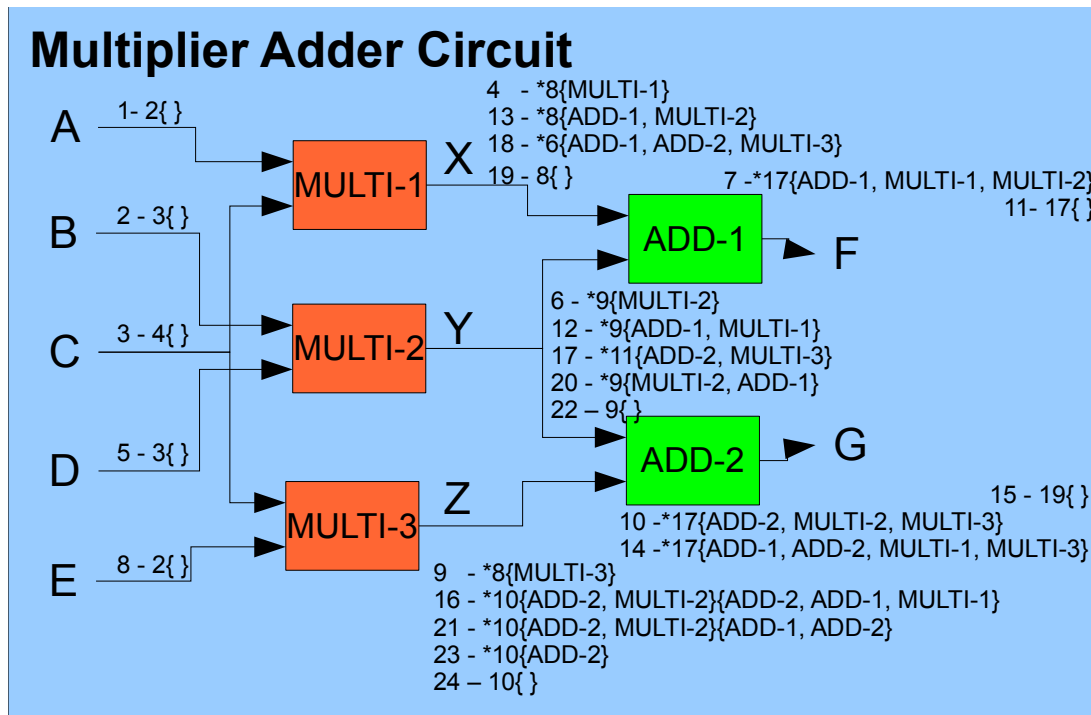 Multiplier Adder Circuit
A
1- 2{ }
B
2 - 3{ }
C
3 - 4{ }
D
5 - 3{ }
E
8 - 2{ }
MULTI-1
MULTI-2
MULTI-3
X
4 - *8{MULTI-1}
13 - *8{ADD-1, MULTI-2}
18 - *6{ADD-1, ADD-2, MULTI-3}
19 - 8{ }
Y
6 - *9{MULTI-2}
12 - *9{ADD-1, MULTI-1}
17 - *11{ADD-2, MULTI-3}
20 - *9{MULTI-2, ADD-1}
22 – 9{ }
Z
9 - *8{MULTI-3}
16 - *10{ADD-2, MULTI-2}{ADD-2, ADD-1, MULTI-1}
21 - *10{ADD-2, MULTI-2}{ADD-1, ADD-2}
23 - *10{ADD-2}
24 – 10{ }
ADD-1
7 -*17{ADD-1, MULTI-1, MULTI-2}
11- 17{ }
F
ADD-2
G
15 - 19{ }
10 -*17{ADD-2, MULTI-2, MULTI-3}
14 -*17{ADD-1, ADD-2, MULTI-1, MULTI-3}